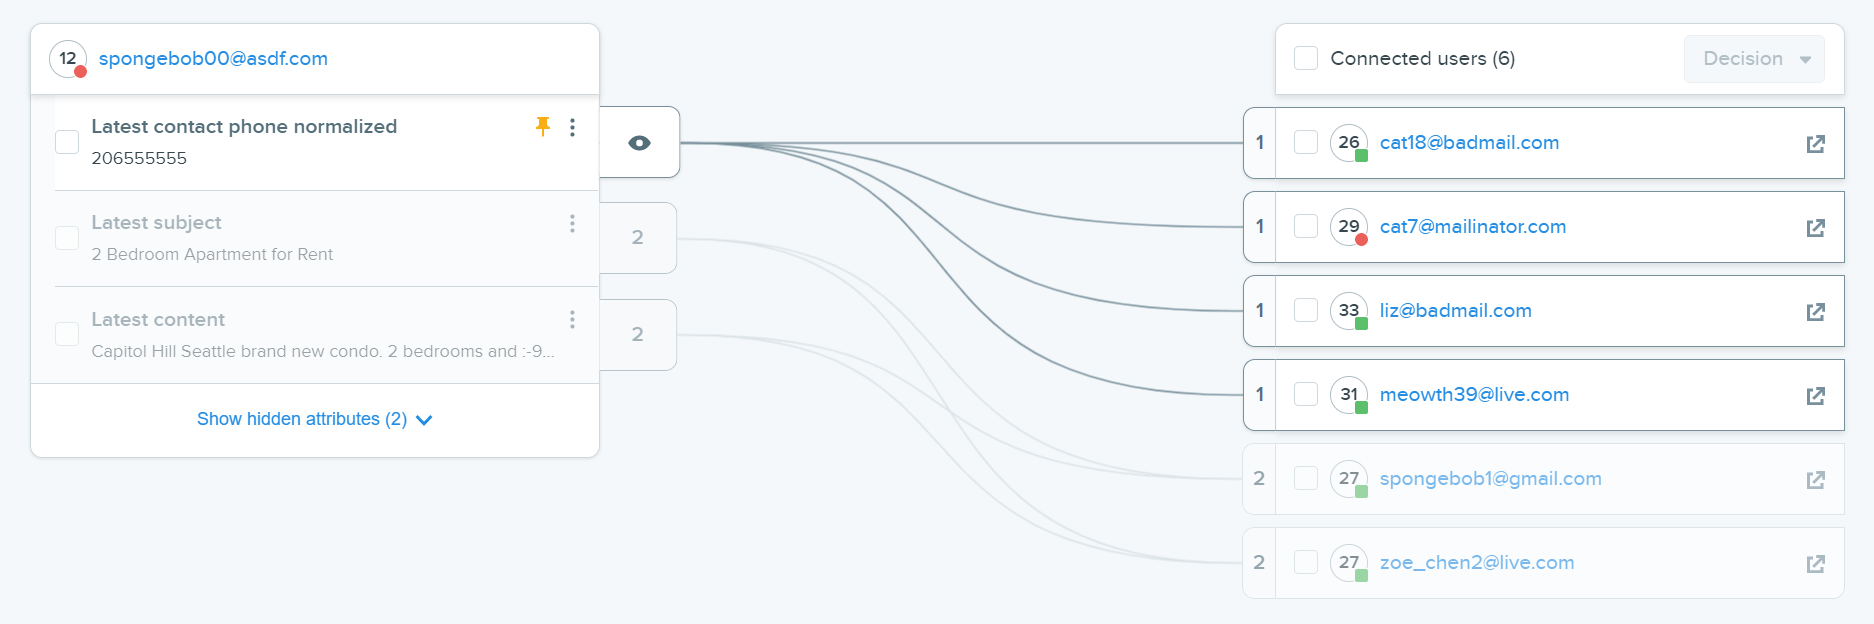 12 spongebob00@asdf.com
Latest contact phone normalized
206555555
Latest subject
2 Bedroom Apartment for Rent
2
Latest content
Capitol Hill Seattle brand new condo. 2 bedrooms and :-9...
2
Show hidden attributes (2)
Connected users (6) Decision
1 26 cat18@badmail.com
1 29 cat7@mailinator.com
1 33 liz@badmail.com
1 31 meowth39@live.com
2 27 spongebob1@gmail.com
2 27 zoe_chen2@live.com